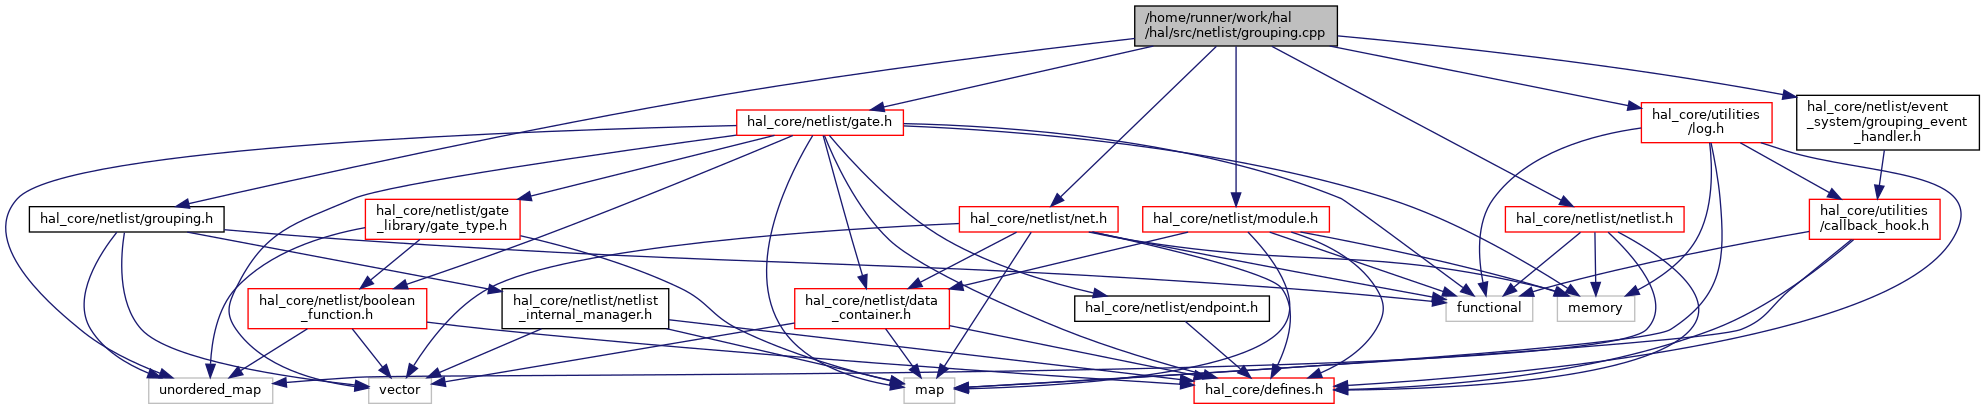 /home/runner/work/hal
/hal/src/netlist/grouping.cpp
hal_core/netlist/gate.h
hal_core/utilities
/log.h
hal_core/netlist/event
_system/grouping_event
_handler.h
hal_core/netlist/grouping.h
hal_core/netlist/gate
_library/gate_type.h
hal_core/netlist/net.h
hal_core/netlist/module.h
hal_core/netlist/netlist.h
hal_core/utilities
/callback_hook.h
hal_core/netlist/boolean
_function.h
hal_core/netlist/netlist
_internal_manager.h
hal_core/netlist/data
_container.h
hal_core/netlist/endpoint.h
functional
memory
unordered_map
vector
map
hal_core/defines.h